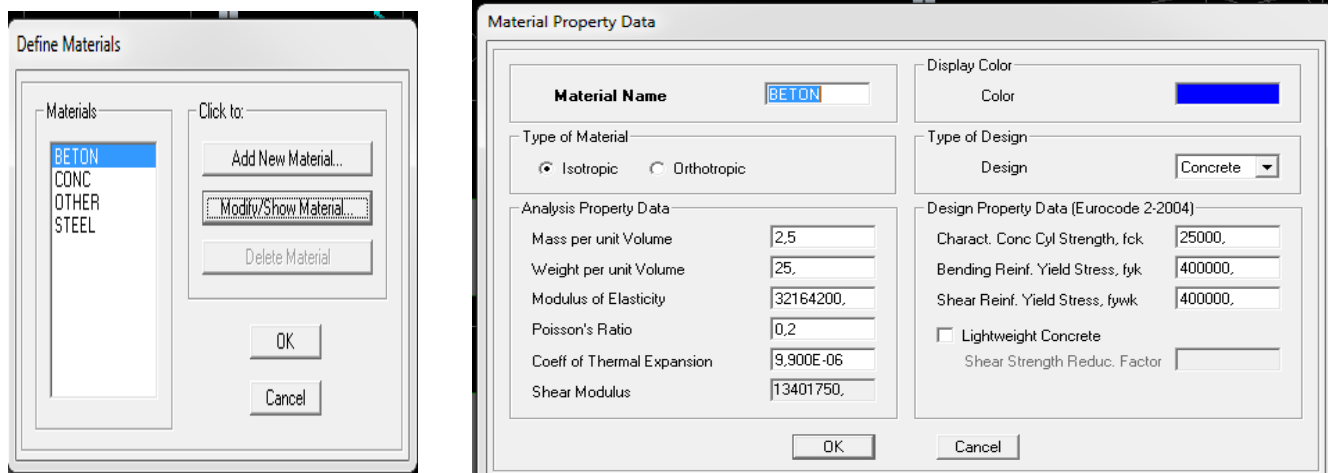 Define Materials
Materials
BETON
CONC
OTHER
STEEL
Click to:
Add New Material...
Modify/Show Material...
Delete Material
OK
Cancel
Material Property Data
Material Name BETON
Display Color
Color
Type of Material
Isotropic Orthotropic
Type of Design
Design Concrete
Analysis Property Data
Mass per unit Volume 2,5
Weight per unit Volume 25,
Modulus of Elasticity 32164200,
Poisson's Ratio 0,2
Coeff of Thermal Expansion 9,900E-06
Shear Modulus 13401750,
Design Property Data (Eurocode 2-2004)
Charact. Conc Cyl Strength, fck 25000,
Bending Reinf. Yield Stress, fyk 400000,
Shear Reinf. Yield Stress, fywk 400000,
Lightweight Concrete
Shear Strength Reduc. Factor
OK Cancel